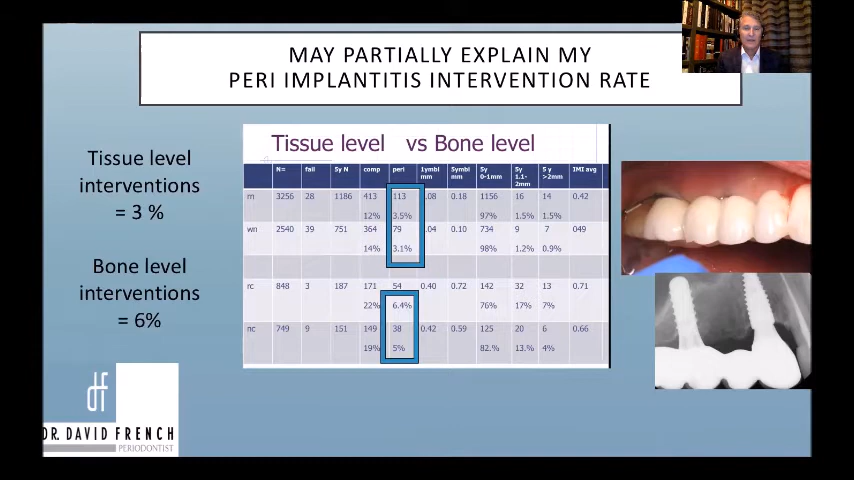 MAY PARTIALLY EXPLAIN MY
PERI IMPLANTITIS INTERVENTION RATE
Tissue level
interventions
= 3 %
Bone level
interventions
= 6%
Tissue level vs Bone level
N= fail 5y N comp peri 1ymbl mm 5ymbl mm 5y 0-1mm 5y 1.1-2mm 5 y >2mm IMI avg
rn 3256 28 1186 413 113 .08 0.18 1156 16 14 0.42
12% 3.5% 97% 1.5% 1.5%
wn 2540 39 751 364 79 .04 0.10 734 9 7 049
14% 3.1% 98% 1.2% 0.9%
rc 848 3 187 171 54 0.40 0.72 142 32 13 0.71
22% 6.4% 76% 17% 7%
nc 749 9 151 149 38 0.42 0.59 125 20 6 0.66
19% 5% 82.% 13.% 4%
df
DR. DAVID FRENCH
PERIODONTIST